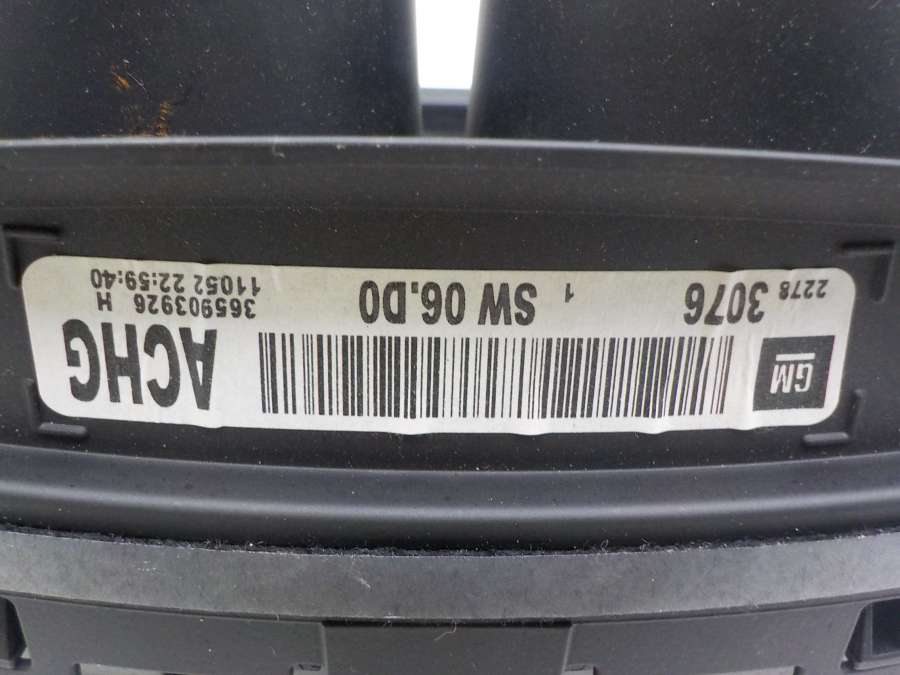 GM
ACHG
2278 3076 1 SW 06.D0
365903926 H
11052 22:59:40